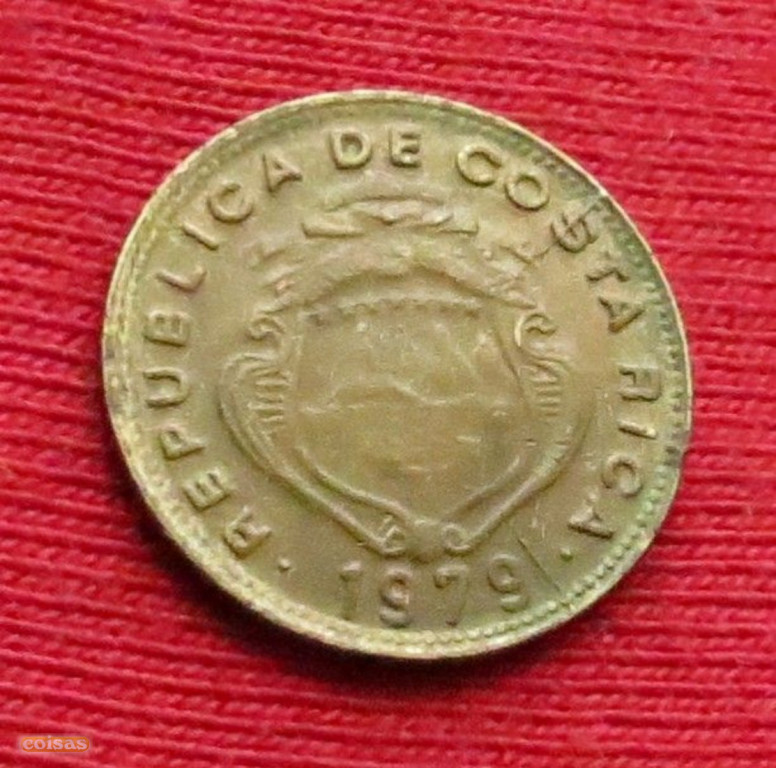 · REPUBLICA DE COSTA RICA ·
1979
coisas